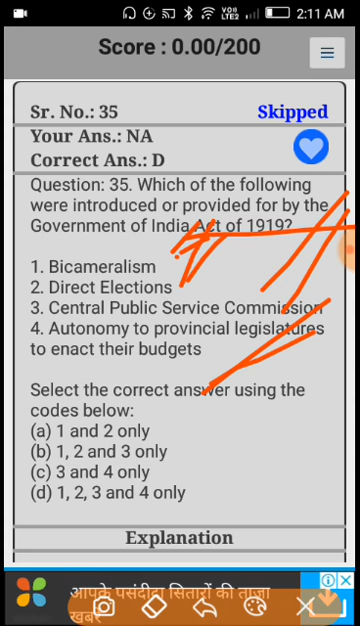 VOII
LTE2
2:11 AM
Score : 0.00/200
Sr. No.: 35
Skipped
Your Ans.: NA
Correct Ans.: D
Question: 35. Which of the following
were introduced or provided for by the
Government of India Act of 1919?
1. Bicameralism
2. Direct Elections
3. Central Public Service Commission
4. Autonomy to provincial legislatures
to enact their budgets
Select the correct answer using the
codes below:
(a) 1 and 2 only
(b) 1, 2 and 3 only
(c) 3 and 4 only
(d) 1, 2, 3 and 4 only
Explanation
आपके पसंदीदा सितारों की ताज़ा
खबरें